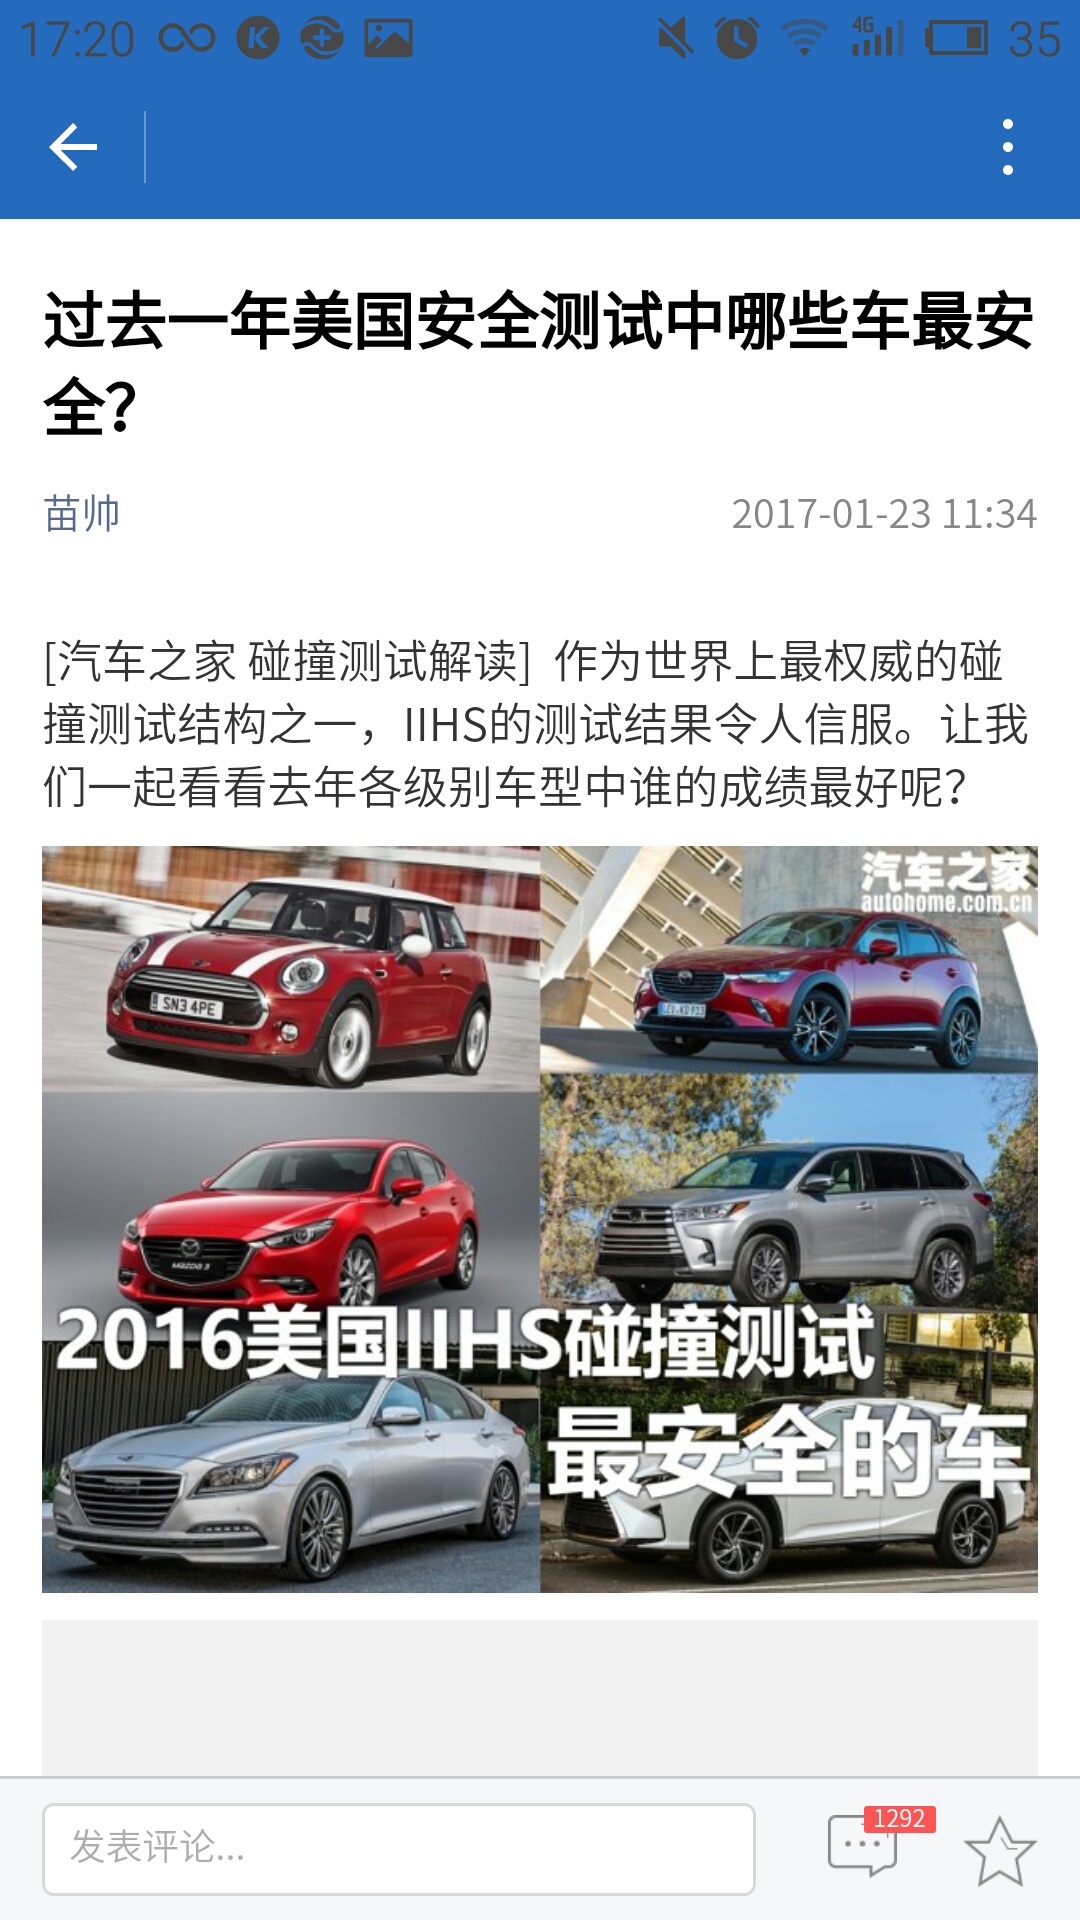 17:20
4G
35
过去一年美国安全测试中哪些车最安
全?
苗帅
2017-01-23 11:34
[汽车之家 碰撞测试解读] 作为世界上最权威的碰
撞测试结构之一，IIHS的测试结果令人信服。让我
们一起看看去年各级别车型中谁的成绩最好呢?
汽车之家
autohome.com.cn
SN3 4PE
mazda 3
2016美国IIHS碰撞测试
最安全的车
发表评论...
1292